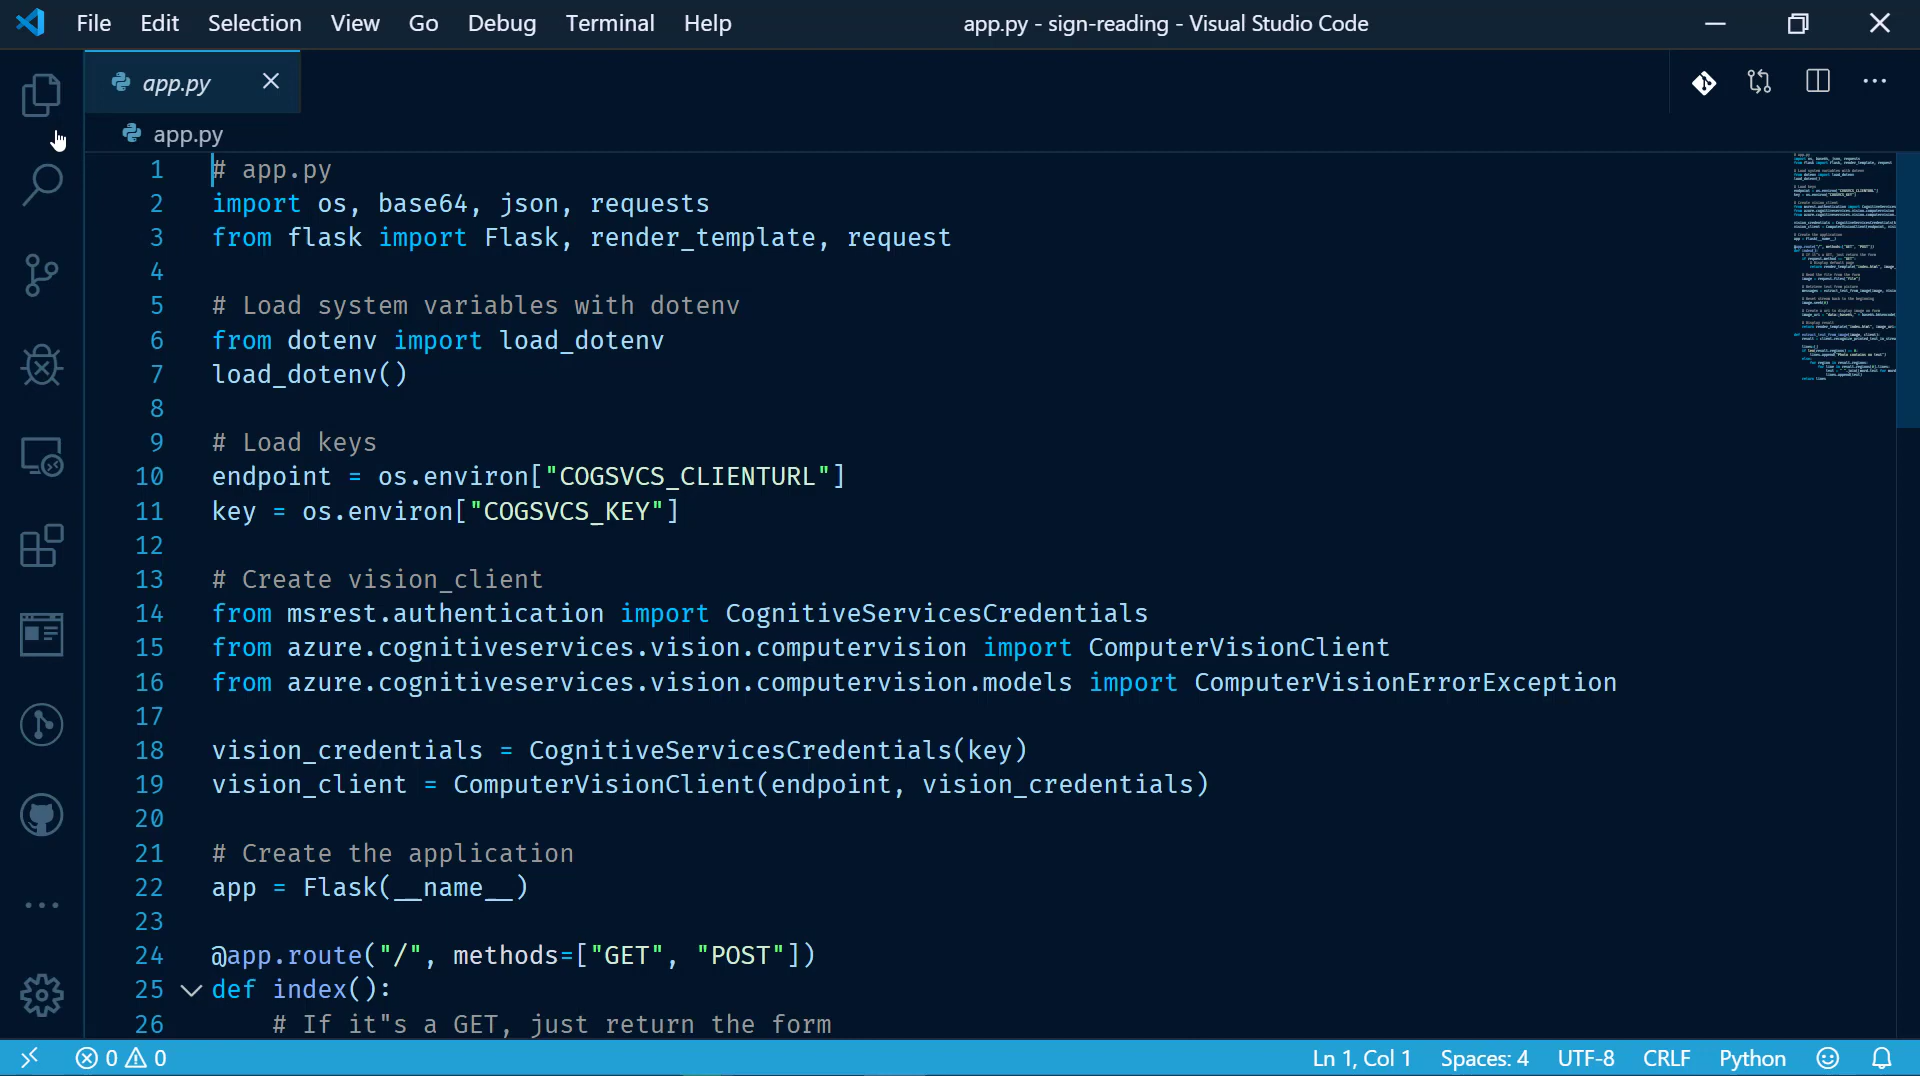 File Edit Selection View Go Debug Terminal Help
app.py - sign-reading - Visual Studio Code
app.py
app.py
1 # app.py
2 import os, base64, json, requests
3 from flask import Flask, render_template, request
4
5 # Load system variables with dotenv
6 from dotenv import load_dotenv
7 load_dotenv()
8
9 # Load keys
10 endpoint = os.environ["COGSVCS_CLIENTURL"]
11 key = os.environ["COGSVCS_KEY"]
12
13 # Create vision_client
14 from msrest.authentication import CognitiveServicesCredentials
15 from azure.cognitiveservices.vision.computervision import ComputerVisionClient
16 from azure.cognitiveservices.vision.computervision.models import ComputerVisionErrorException
17
18 vision_credentials = CognitiveServicesCredentials(key)
19 vision_client = ComputerVisionClient(endpoint, vision_credentials)
20
21 # Create the application
22 app = Flask(__name__)
23
24 @app.route("/", methods=["GET", "POST"])
25 def index():
26 # If it"s a GET, just return the form
0 0
Ln 1, Col 1 Spaces: 4 UTF-8 CRLF Python